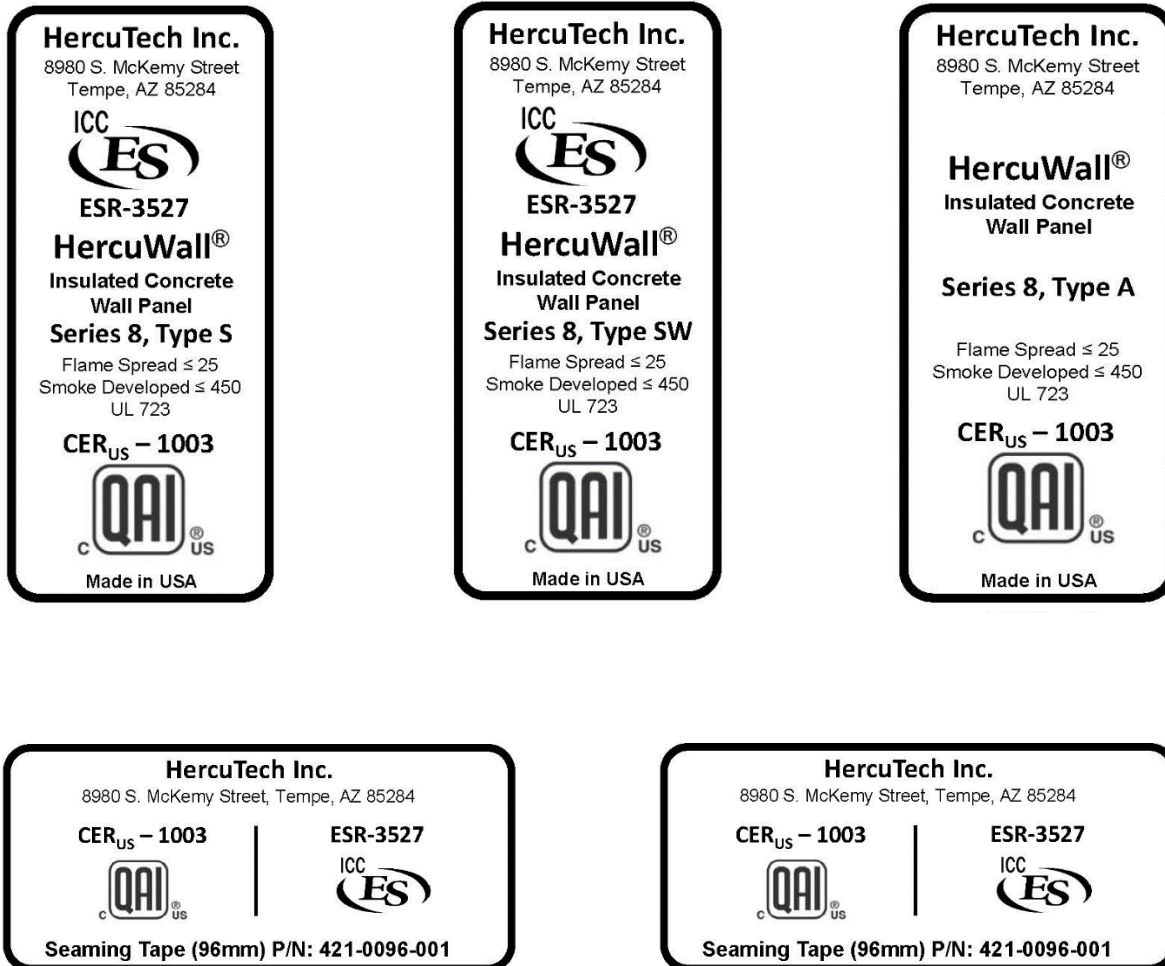 HercuTech Inc.
8980 S. McKemy Street
Tempe, AZ 85284
ICC
ES
ESR-3527
HercuWall®
Insulated Concrete
Wall Panel
Series 8, Type S
Flame Spread ≤ 25
Smoke Developed ≤ 450
UL 723
CERUS – 1003
QAI
C ® US
Made in USA
HercuTech Inc.
8980 S. McKemy Street
Tempe, AZ 85284
ICC
ES
ESR-3527
HercuWall®
Insulated Concrete
Wall Panel
Series 8, Type SW
Flame Spread ≤ 25
Smoke Developed ≤ 450
UL 723
CERUS – 1003
QAI
C ® US
Made in USA
HercuTech Inc.
8980 S. McKemy Street
Tempe, AZ 85284
HercuWall®
Insulated Concrete
Wall Panel
Series 8, Type A
Flame Spread ≤ 25
Smoke Developed ≤ 450
UL 723
CERUS – 1003
QAI
C ® US
Made in USA
HercuTech Inc.
8980 S. McKemy Street, Tempe, AZ 85284
CERUS – 1003
QAI
C ® US
ESR-3527
ICC
ES
Seaming Tape (96mm) P/N: 421-0096-001
HercuTech Inc.
8980 S. McKemy Street, Tempe, AZ 85284
CERUS – 1003
QAI
C ® US
ESR-3527
ICC
ES
Seaming Tape (96mm) P/N: 421-0096-001